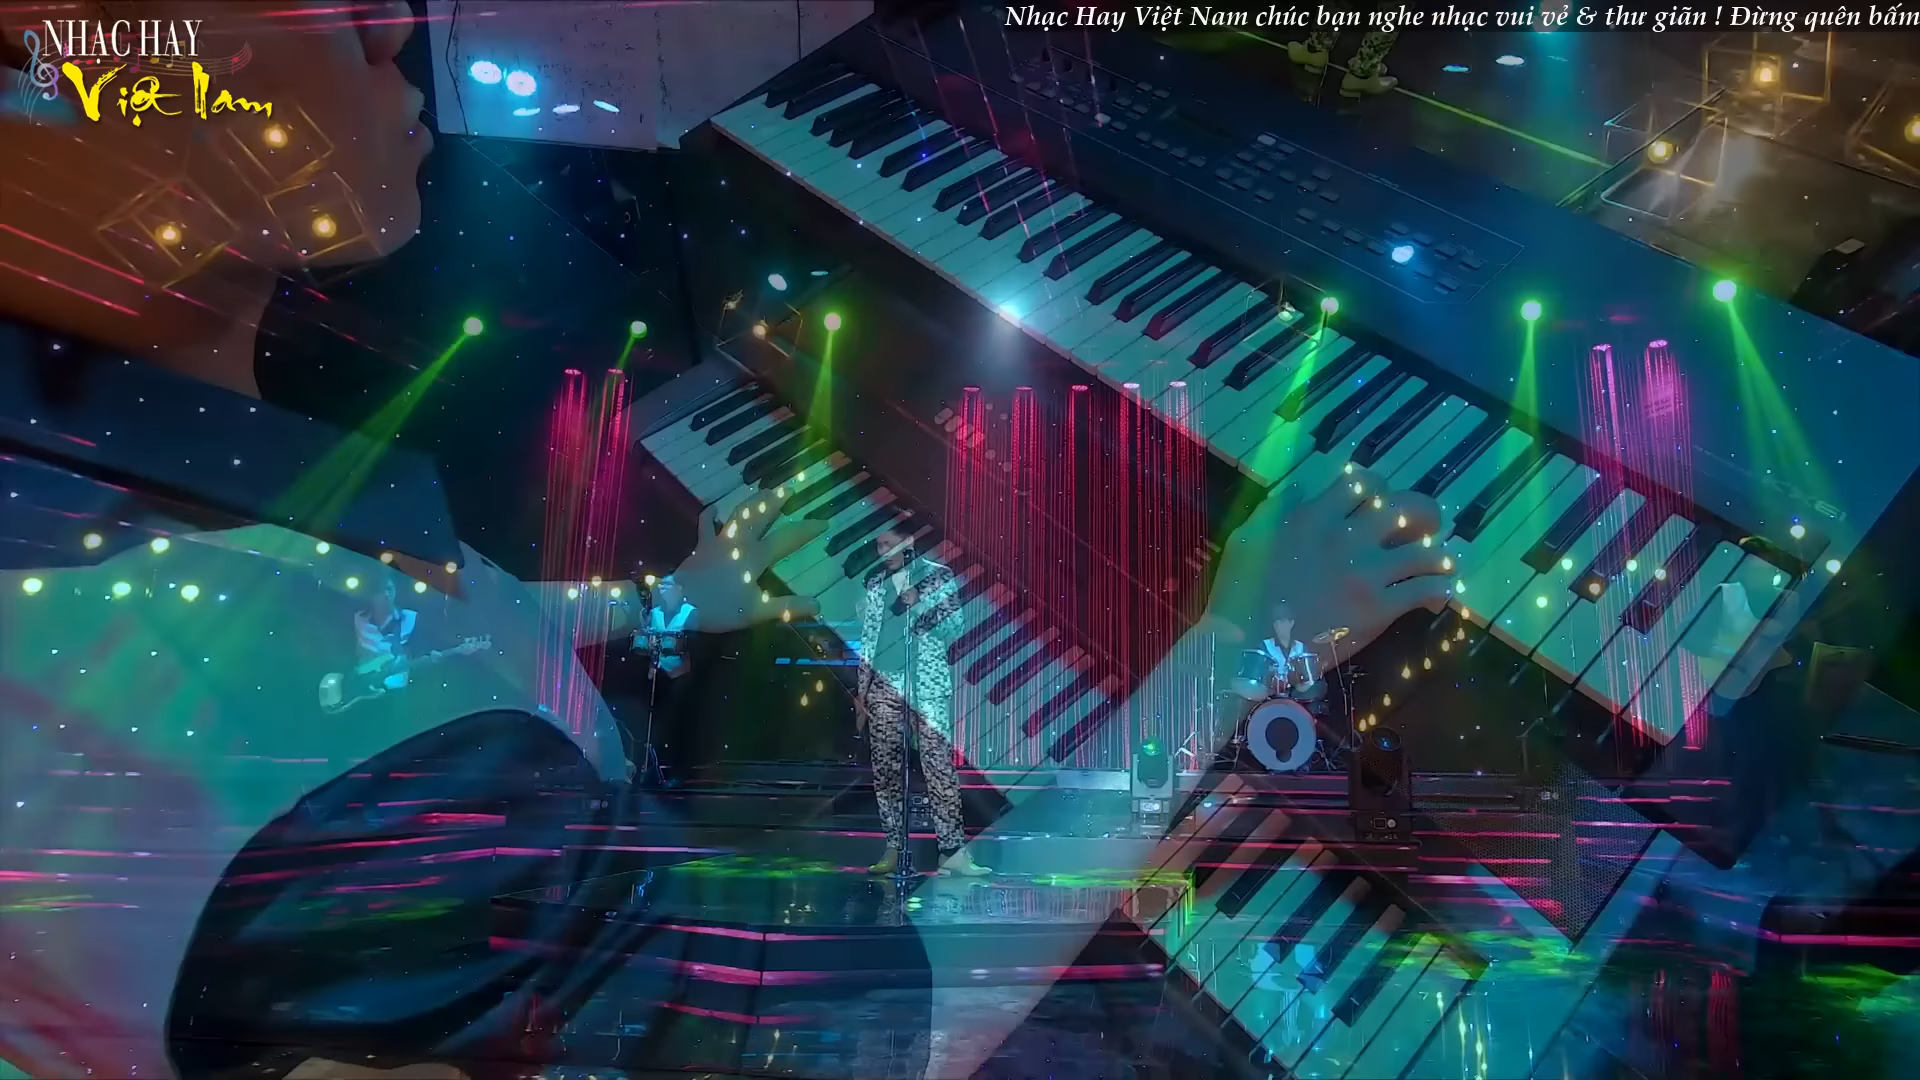 Nhạc Hay Việt Nam chúc bạn nghe nhạc vui vẻ & thư giãn ! Đừng quên bấm
NHẠC HAY
Việt Nam